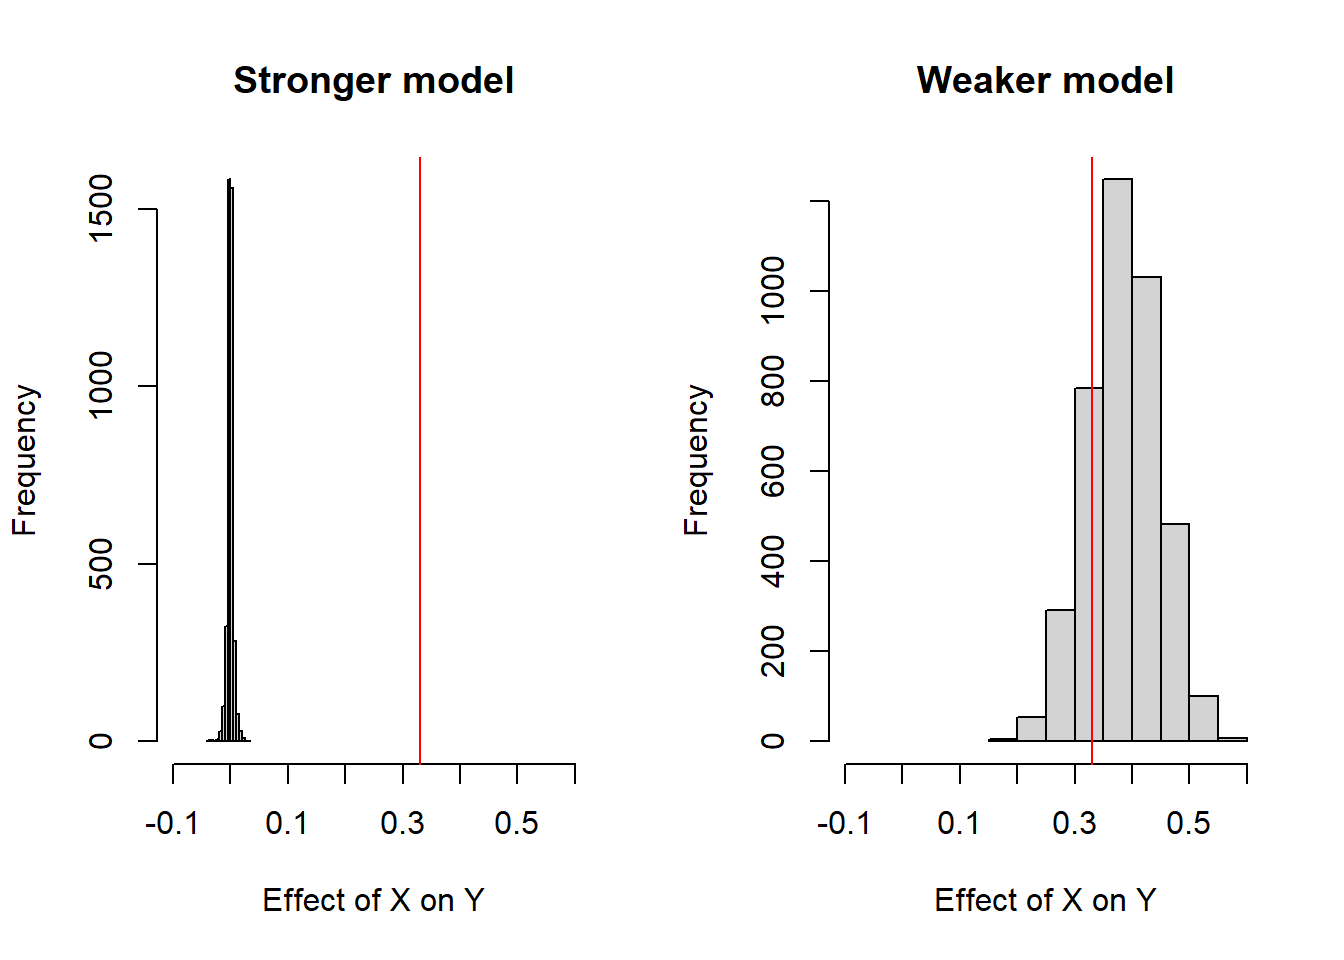 Stronger model
Frequency
1500
1000
500
0
-0.1 0.1 0.3 0.5
Effect of X on Y
Weaker model
Frequency
1000
800
600
400
200
0
-0.1 0.1 0.3 0.5
Effect of X on Y